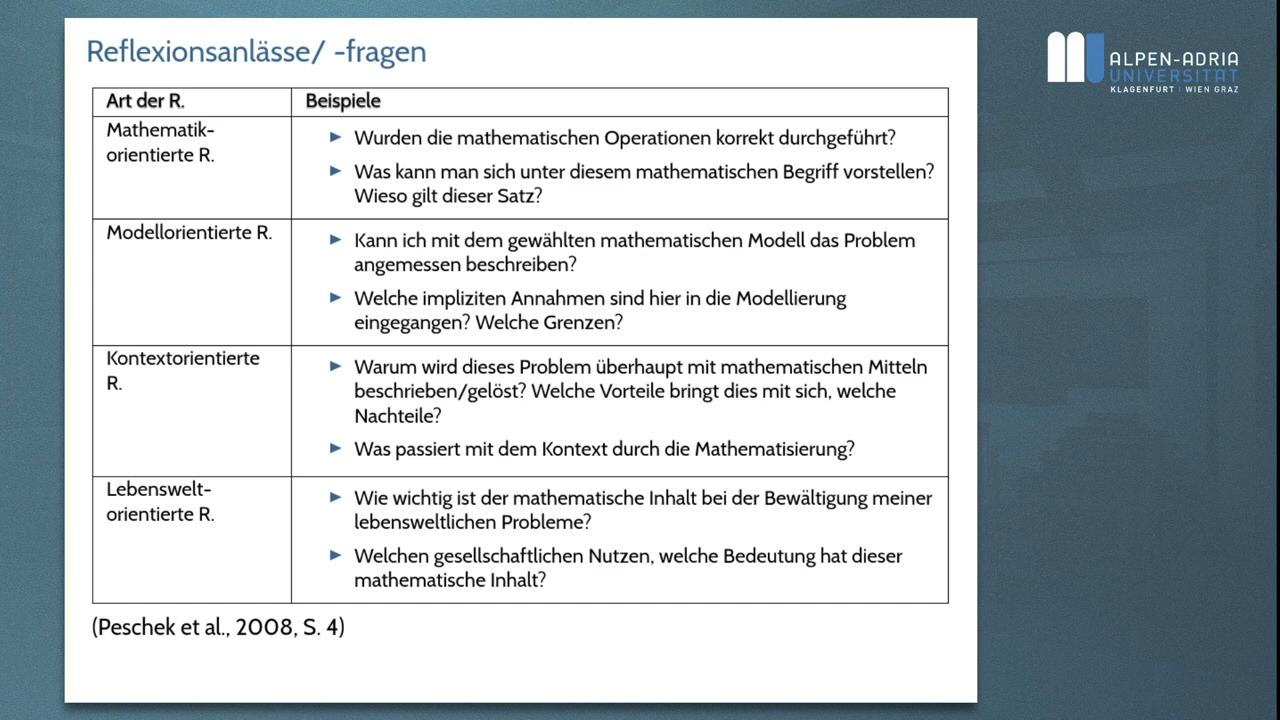 Reflexionsanlässe/ -fragen
ALPEN-ADRIA
UNIVERSITÄT
KLAGENFURT | WIEN GRAZ
Art der R.
Beispiele
Mathematik-
orientierte R.
Wurden die mathematischen Operationen korrekt durchgeführt?
Was kann man sich unter diesem mathematischen Begriff vorstellen?
Wieso gilt dieser Satz?
Modellorientierte R.
Kann ich mit dem gewählten mathematischen Modell das Problem
angemessen beschreiben?
Welche impliziten Annahmen sind hier in die Modellierung
eingegangen? Welche Grenzen?
Kontextorientierte
R.
Warum wird dieses Problem überhaupt mit mathematischen Mitteln
beschrieben/gelöst? Welche Vorteile bringt dies mit sich, welche
Nachteile?
Was passiert mit dem Kontext durch die Mathematisierung?
Lebenswelt-
orientierte R.
Wie wichtig ist der mathematische Inhalt bei der Bewältigung meiner
lebensweltlichen Probleme?
Welchen gesellschaftlichen Nutzen, welche Bedeutung hat dieser
mathematische Inhalt?
(Peschek et al., 2008, S. 4)